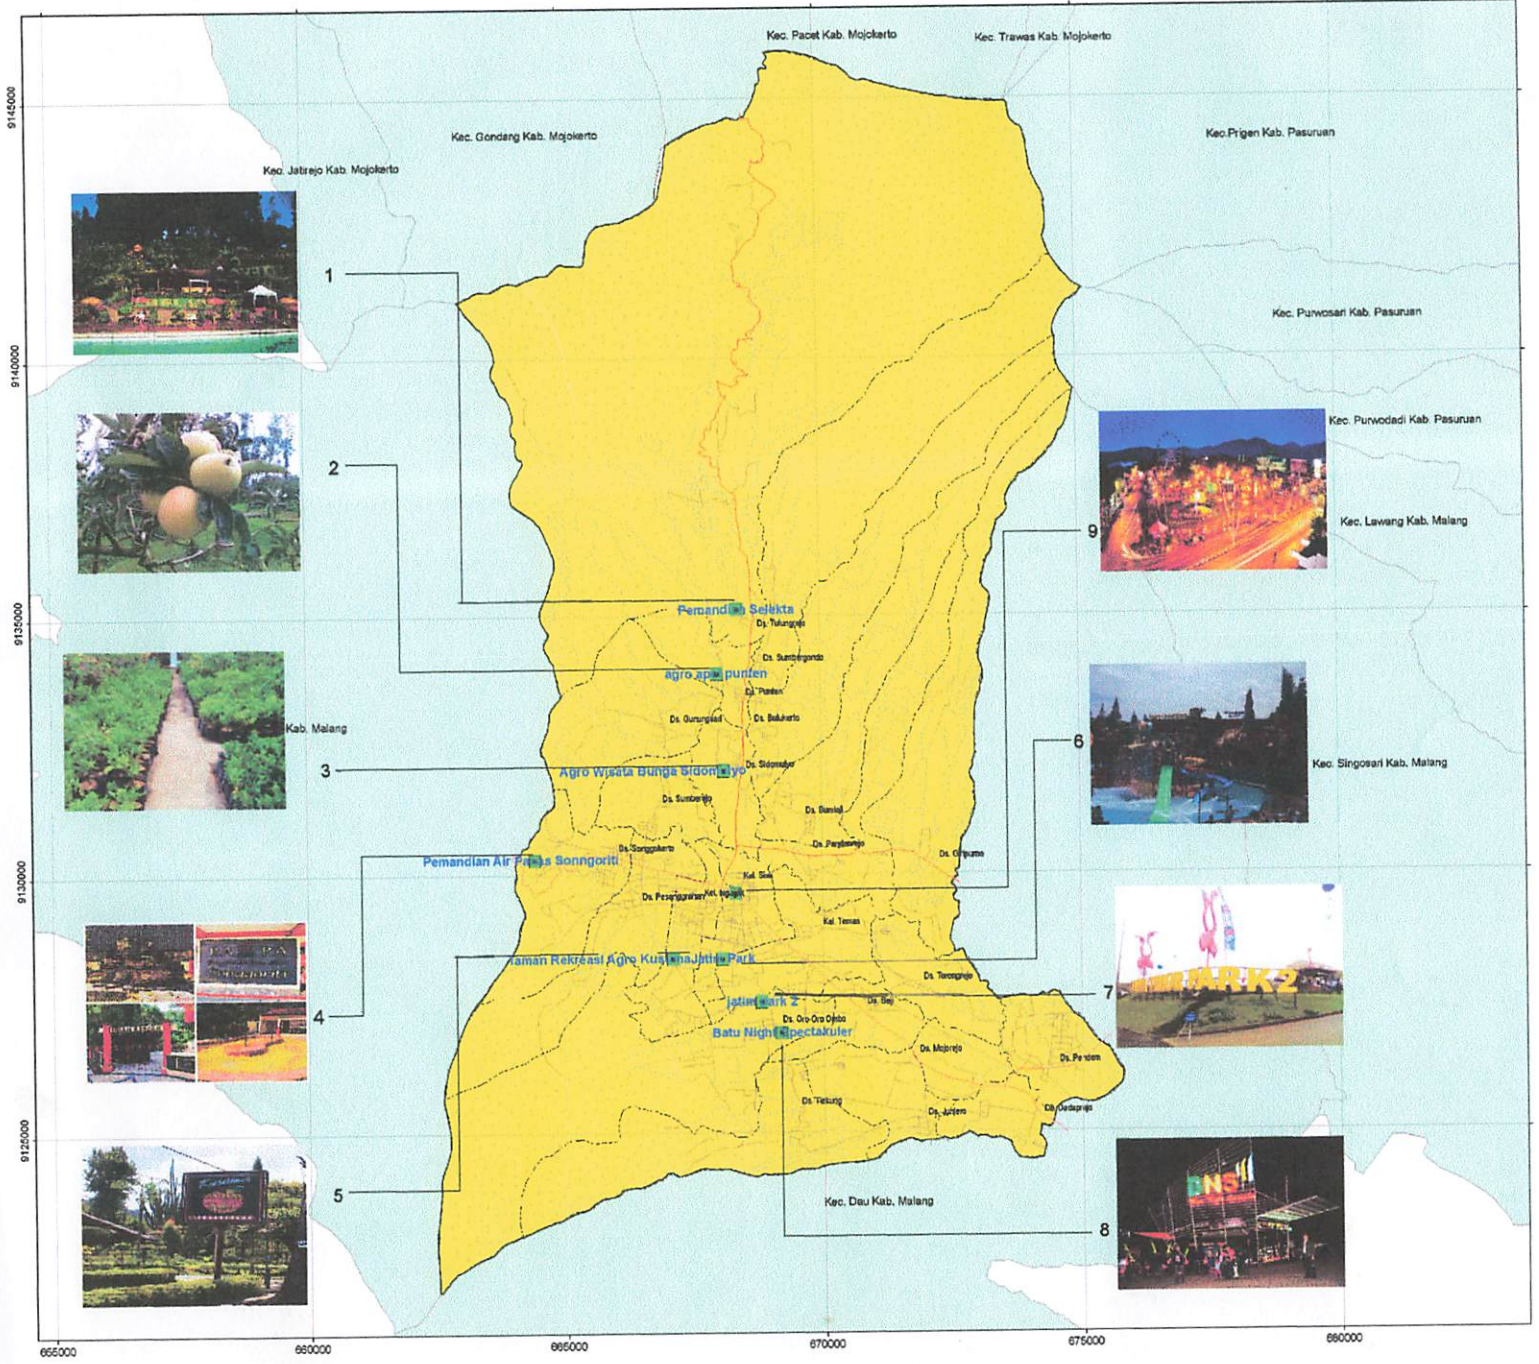 Kec. Pacet Kab. Mojokerto
Kec. Trawas Kab. Mojokerto
9145000
Kec. Gondang Kab. Mojokerto
Kec.Prigen Kab. Pasuruan
Kec. Jatirejo Kab. Mojokerto
1
Kec. Purwosari Kab. Pasuruan
9140000
Kec. Purwodadi Kab. Pasuruan
2
9
Kec. Lawang Kab. Malang
9135000
Pemandian Selekta
Ds. Tulungrejo
Ds. Sumbergondo
agro apel punten
Ds. Punten
Ds. Gunungsari
Ds. Bulukerto
Kab. Malang
6
3
Agro Wisata Bunga Sidomulyo
Ds. Sidomulyo
Kec. Singosari Kab. Malang
Ds. Sumberejo
Ds. Bumiaji
Ds. Songgokerto
Ds. Pandanrejo
Ds. Giripurno
Pemandian Air Panas Sonngoriti
Kel. Sisir
9130000
Ds. Pesanggrahan
Kel. Ngaglik
Kel. Temas
Taman Rekreasi Agro Kusuma
Jatim Park
Ds. Torongrejo
PARK 2
jatim park 2
Ds. Beji
7
4
Ds. Oro-Oro Ombo
Batu Night Spectakuler
Ds. Mojorejo
Ds. Pendem
Ds. Tlekung
Ds. Junrejo
Ds. Dadaprejo
9125000
BNS
5
Kec. Dau Kab. Malang
8
655000
660000
665000
670000
675000
680000